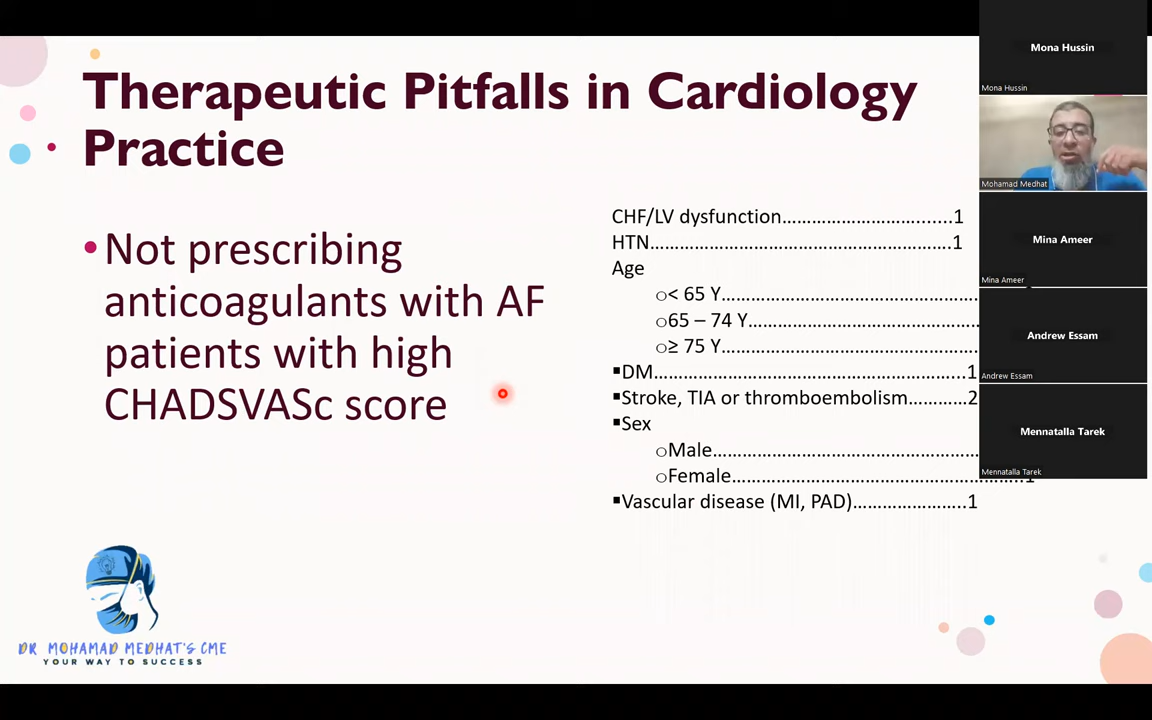 Therapeutic Pitfalls in Cardiology
Practice
•Not prescribing
anticoagulants with AF
patients with high
CHADSVASc score
CHF/LV dysfunction…………………….......1
HTN……………………………………………..1
Age
o< 65 Y………………………………………
o65 – 74 Y……………………………………
o≥ 75 Y………………………………………
▪DM…………………………………………………1
▪Stroke, TIA or thromboembolism…………2
▪Sex
oMale…………………………………………
oFemale……………………………………………1
▪Vascular disease (MI, PAD)…………………..1
DR MOHAMAD MEDHAT'S CME
YOUR WAY TO SUCCESS
Mona Hussin
Mona Hussin
Mohamad Medhat
Mina Ameer
Mina Ameer
Andrew Essam
Andrew Essam
Mennatalla Tarek
Mennatalla Tarek